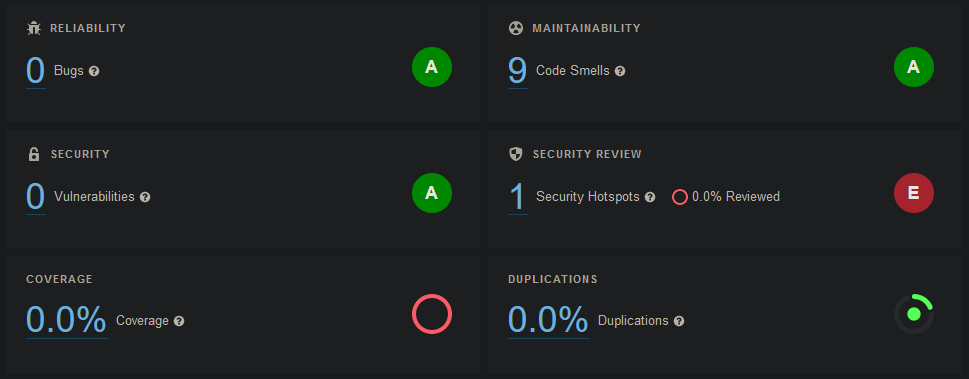 RELIABILITY
0 Bugs ?
A
MAINTAINABILITY
9 Code Smells ?
A
SECURITY
0 Vulnerabilities ?
A
SECURITY REVIEW
1 Security Hotspots ? 0.0% Reviewed
E
COVERAGE
0.0% Coverage ?
DUPLICATIONS
0.0% Duplications ?